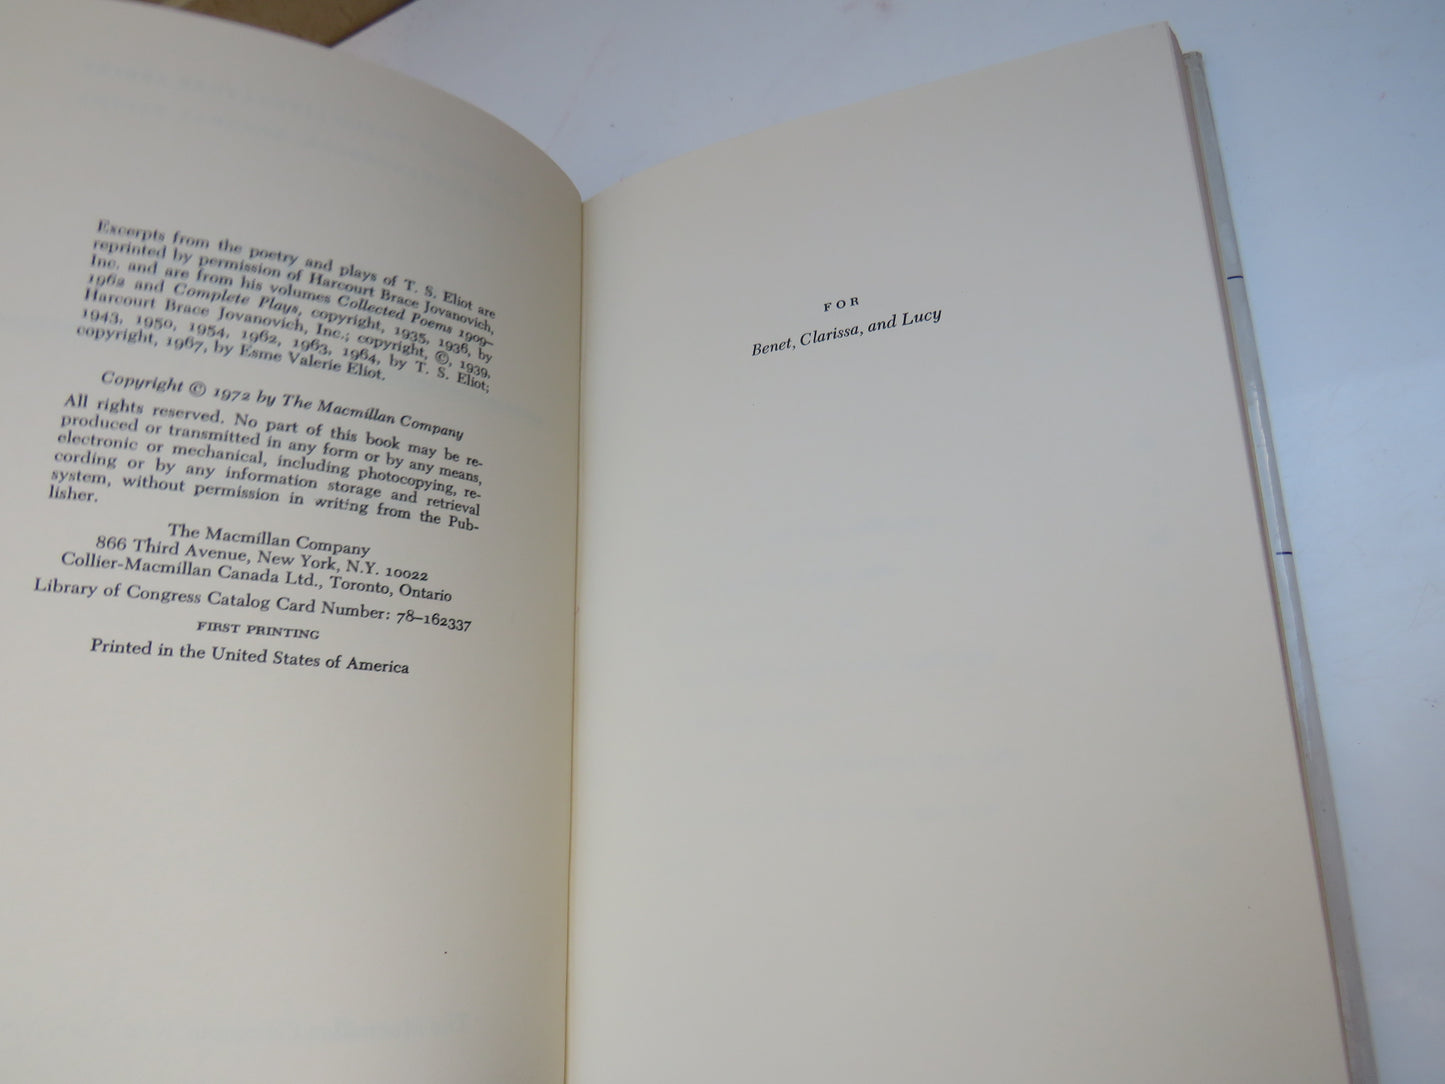 Excerpts from the poetry and plays of T. S. Eliot are
reprinted by permission of Harcourt Brace Jovanovich,
Inc. and are from his volumes Collected Poems 1909–
1962 and Complete Plays, copyright, 1935, 1936, by
Harcourt Brace Jovanovich, Inc.; copyright, ©, 1939,
1943, 1950, 1954, 1962, 1963, 1964, by T. S. Eliot;
copyright, 1967, by Esme Valerie Eliot.
Copyright © 1972 by The Macmillan Company
All rights reserved. No part of this book may be re-
produced or transmitted in any form or by any means,
electronic or mechanical, including photocopying, re-
cording or by any information storage and retrieval
system, without permission in writing from the Pub-
lisher.
The Macmillan Company
866 Third Avenue, New York, N.Y. 10022
Collier-Macmillan Canada Ltd., Toronto, Ontario
Library of Congress Catalog Card Number: 78–162337
FIRST PRINTING
Printed in the United States of America
FOR
Benet, Clarissa, and Lucy